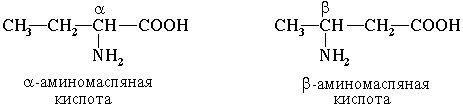 α β
CH₃—CH₂—CH—COOH CH₃—CH—CH₂—COOH
NH₂ NH₂
α-аминомасляная β-аминомасляная
кислота кислота